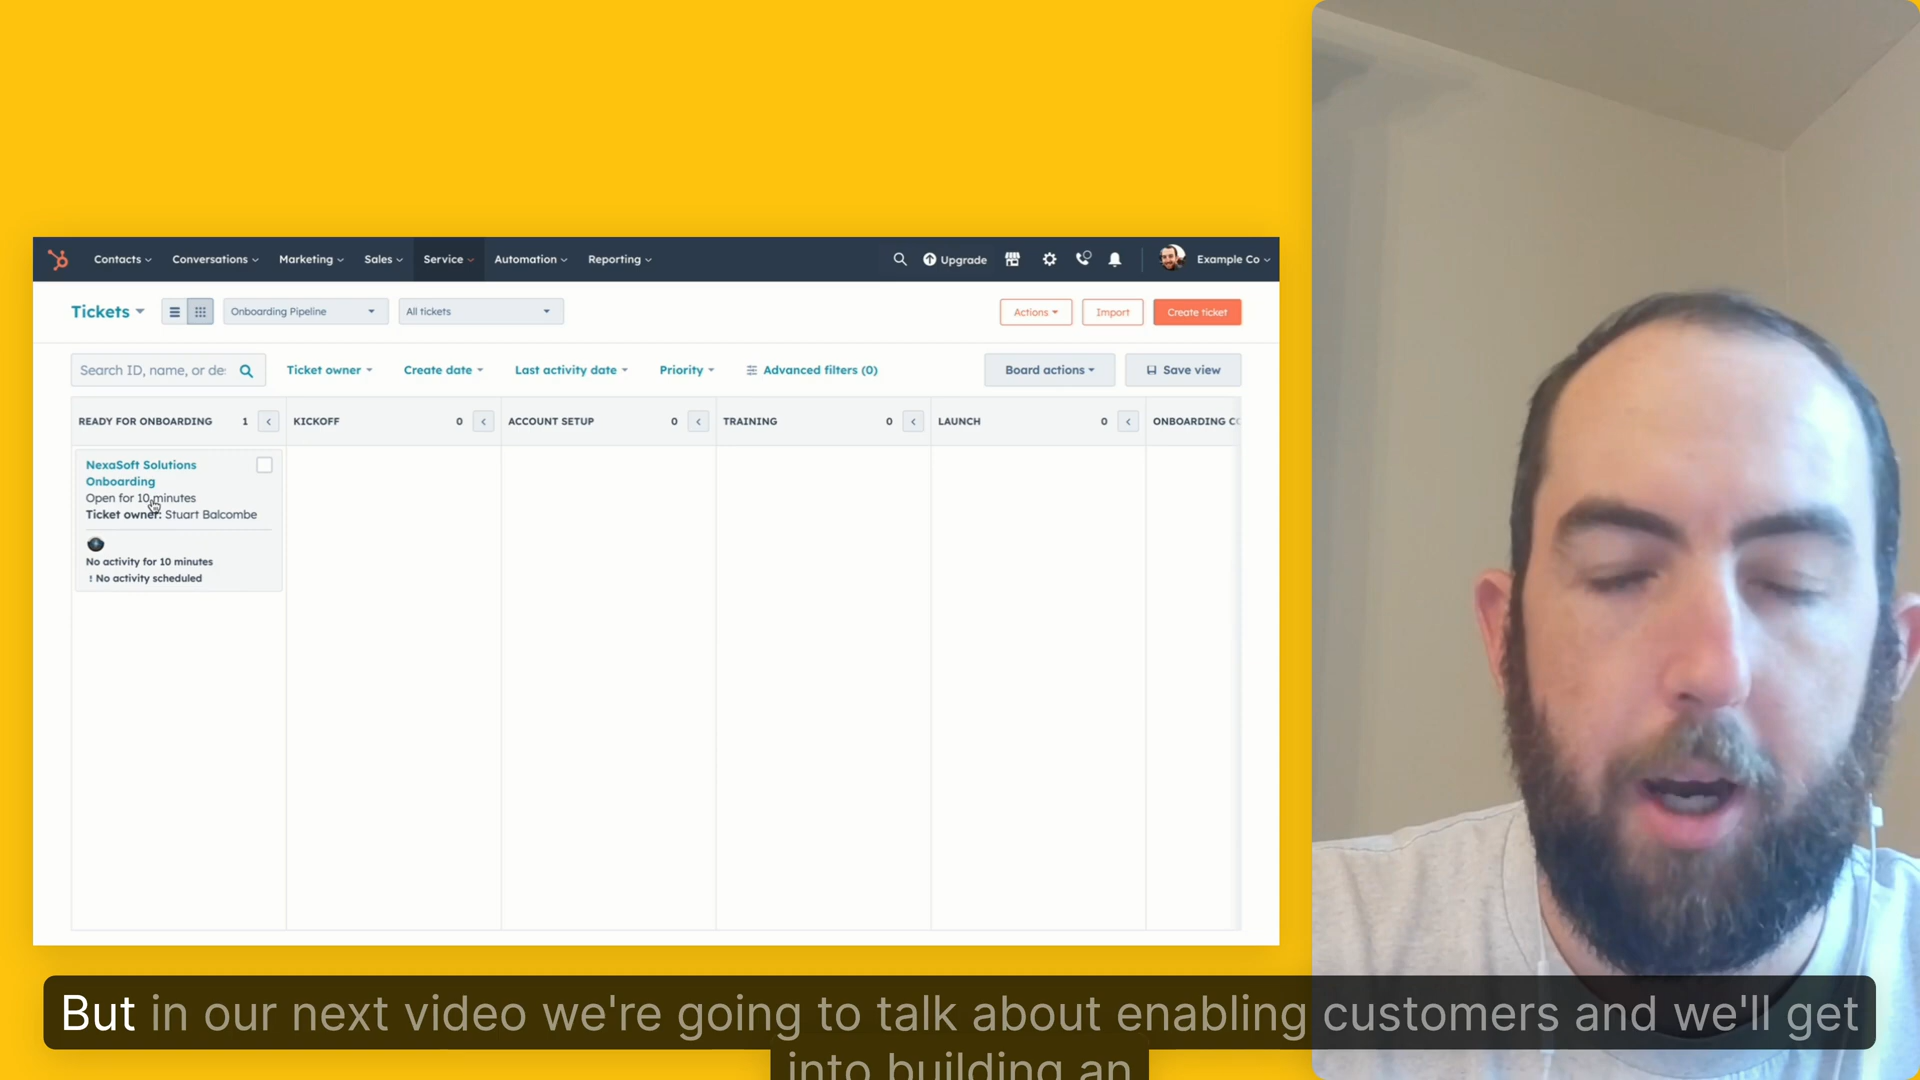 Contacts Conversations Marketing Sales Service Automation Reporting Upgrade Example Co
Tickets Onboarding Pipeline All tickets Actions Import Create ticket
Search ID, name, or de: Ticket owner Create date Last activity date Priority Advanced filters (0) Board actions Save view
READY FOR ONBOARDING 1 KICKOFF 0 ACCOUNT SETUP 0 TRAINING 0 LAUNCH 0 ONBOARDING CO
NexaSoft Solutions
Onboarding
Open for 10 minutes
Ticket owner: Stuart Balcombe
No activity for 10 minutes
! No activity scheduled
But in our next video we're going to talk about enabling customers and we'll get
into building an